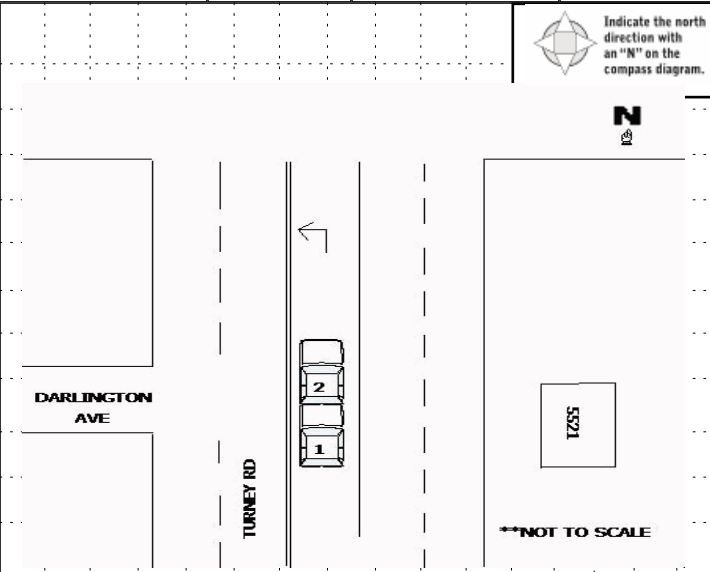 Indicate the north
direction with
an "N" on the
compass diagram.
N
2
1
DARLINGTON
AVE
TURNEY RD
5521
**NOT TO SCALE